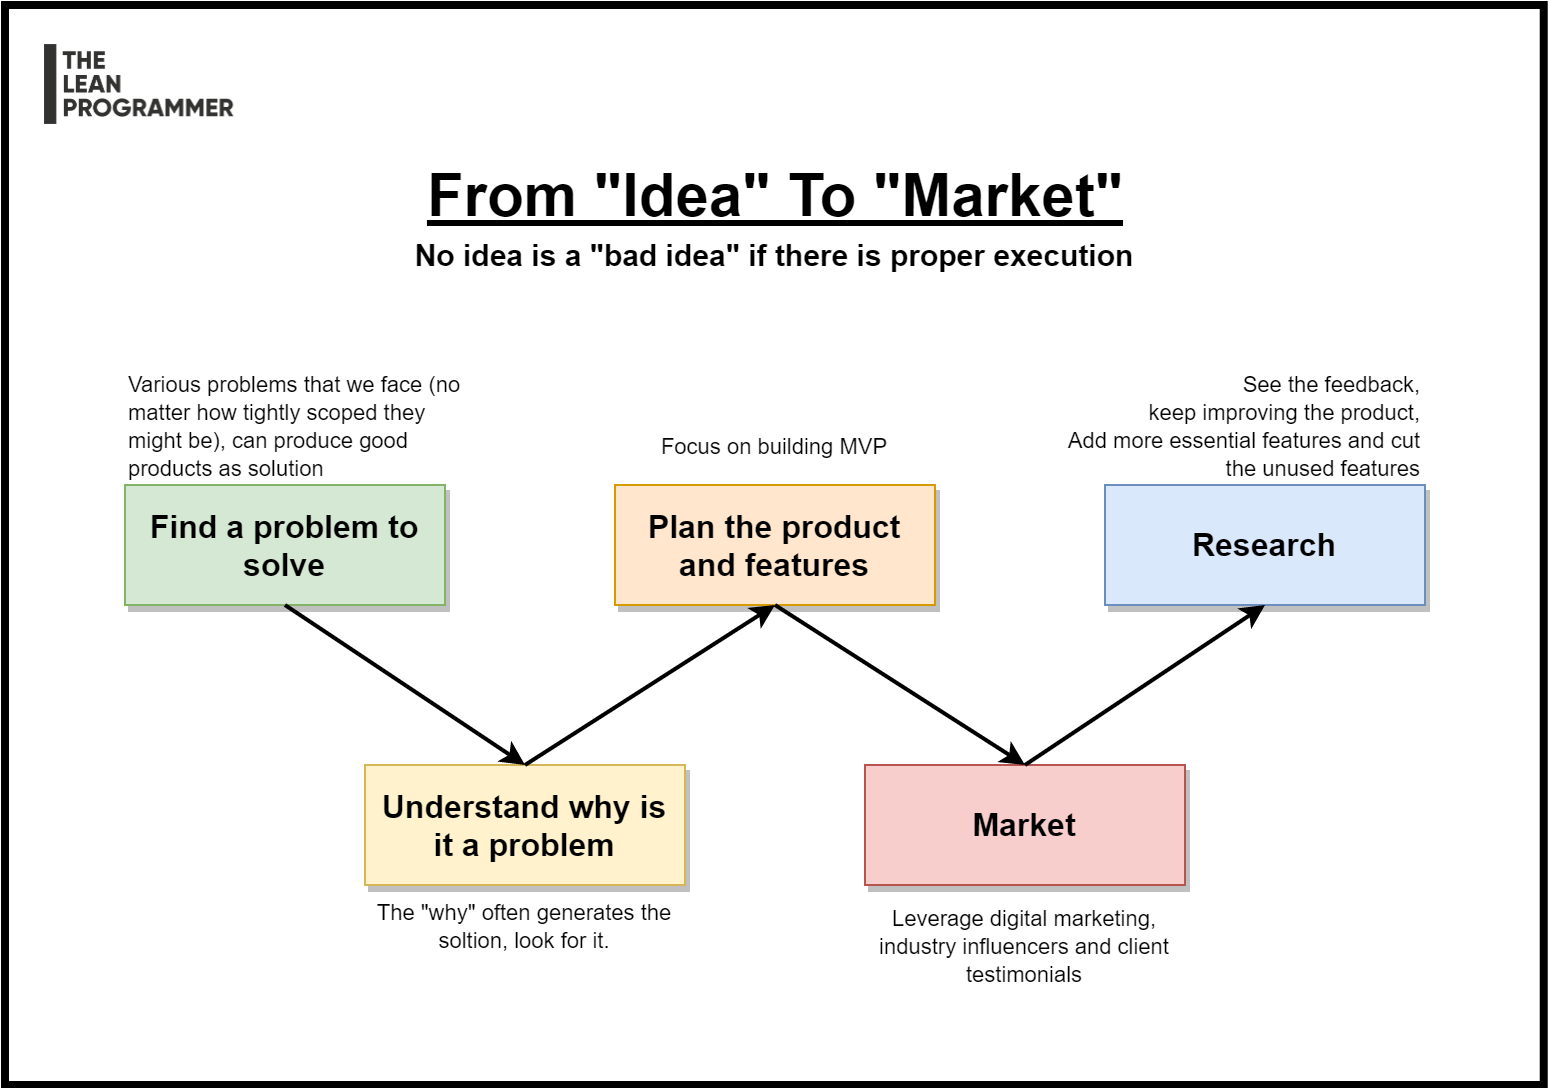 THE
LEAN
PROGRAMMER
From "Idea" To "Market"
No idea is a "bad idea" if there is proper execution
Various problems that we face (no
matter how tightly scoped they
might be), can produce good
products as solution
Find a problem to
solve
The "why" often generates the
soltion, look for it.
Understand why is
it a problem
Focus on building MVP
Plan the product
and features
Market
Leverage digital marketing,
industry influencers and client
testimonials
See the feedback,
keep improving the product,
Add more essential features and cut
the unused features
Research